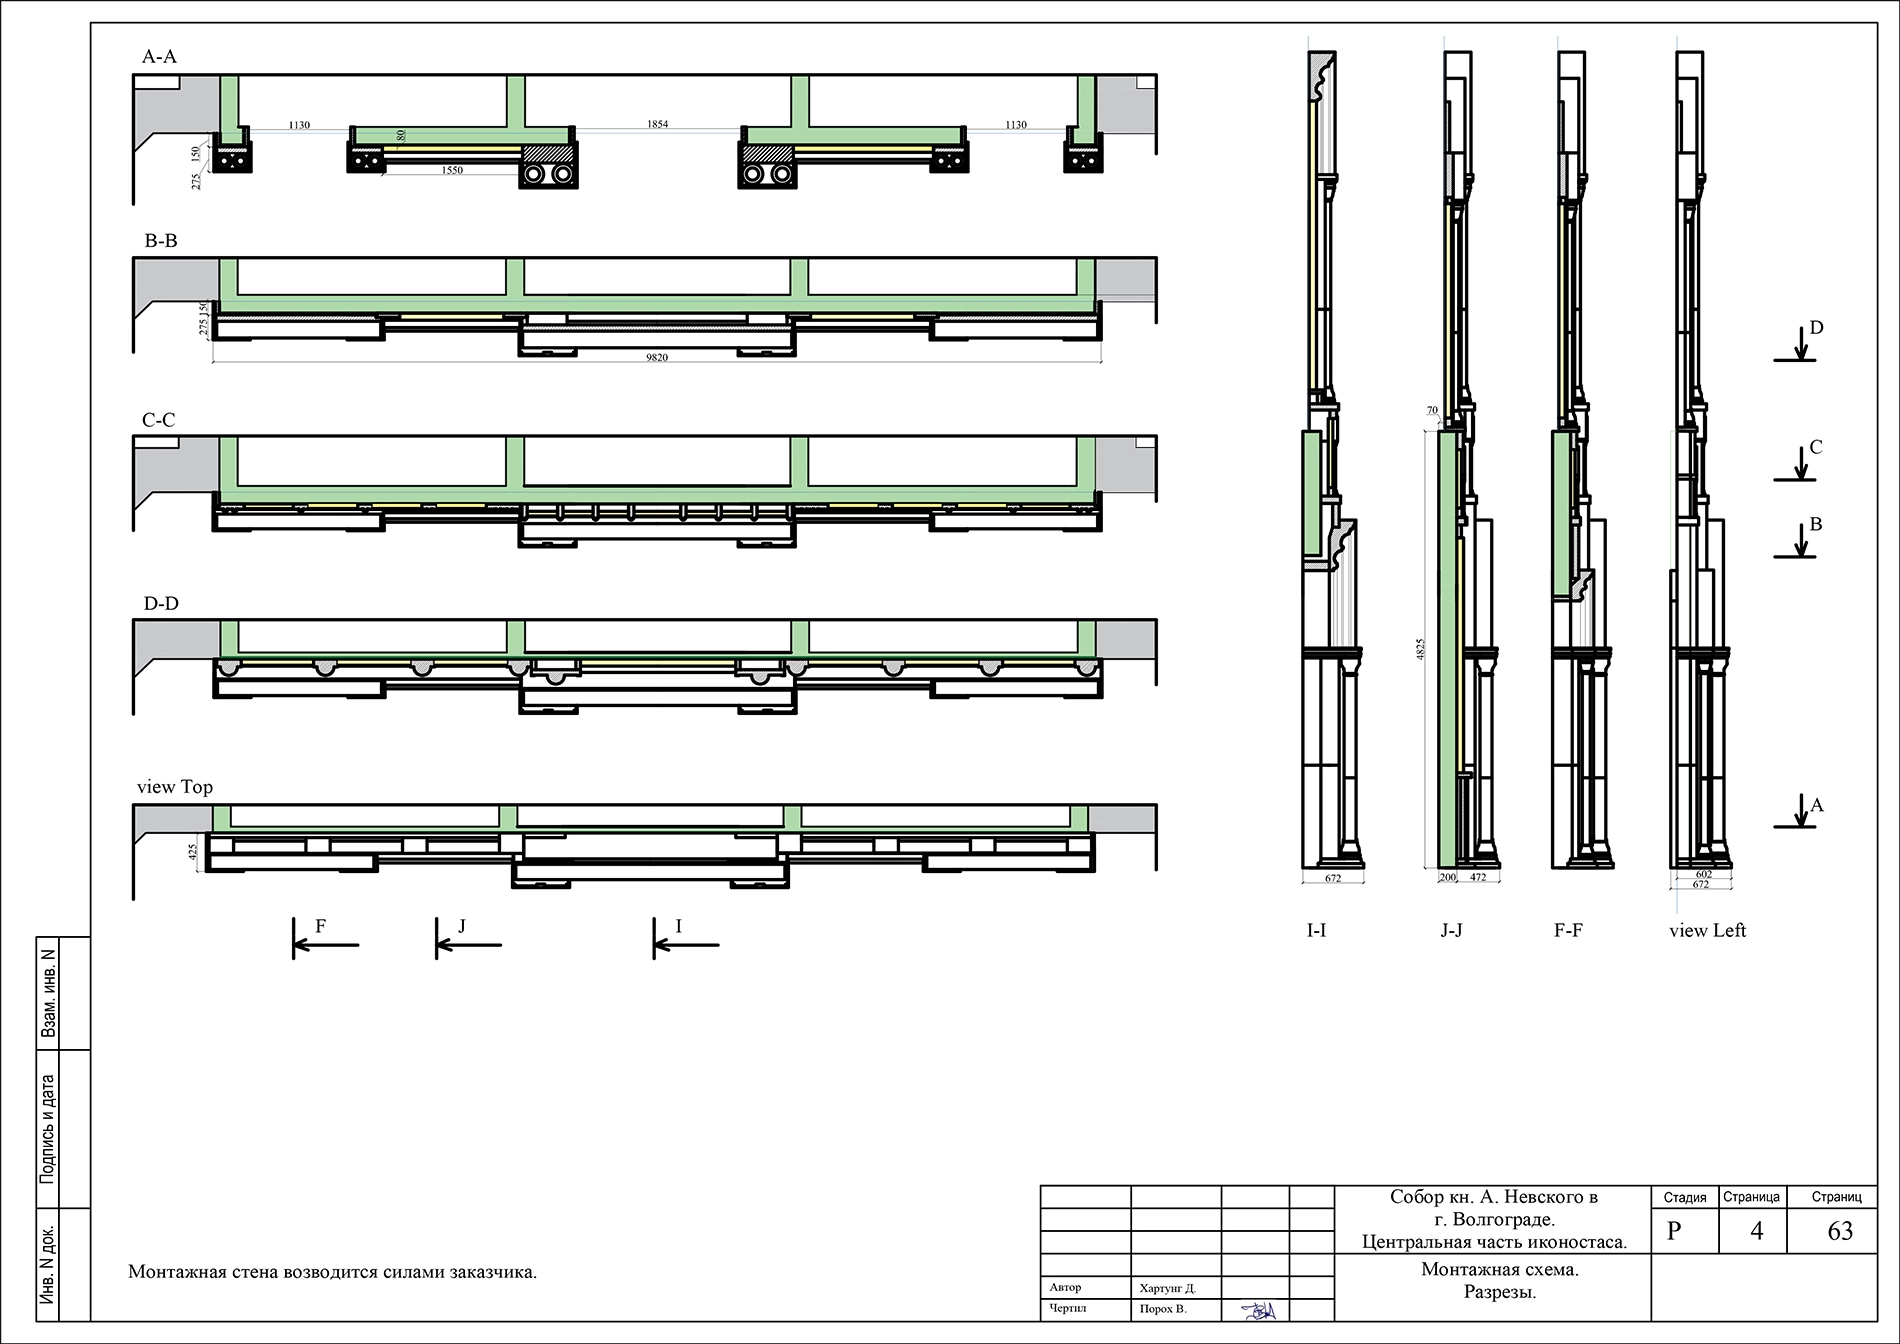 A-A
1130
1854
1130
80
150
275
1550
B-B
150
275
9820
C-C
D-D
view Top
425
F
J
I
70
4825
672
200
472
602
672
I-I
J-J
F-F
view Left
D
C
B
A
Взам. инв. N
Подпись и дата
Инв. N док.
Монтажная стена возводится силами заказчика.
Автор
Хартунг Д.
Чертил
Порох В.
Собор кн. А. Невского в
г. Волгограде.
Центральная часть иконостаса.
Монтажная схема.
Разрезы.
Стадия
Страница
Страниц
Р
4
63